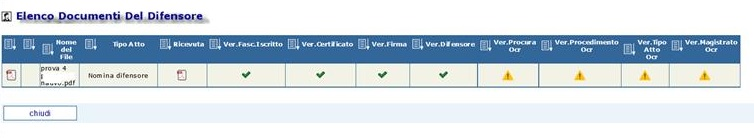 Elenco Documenti Del Difensore
Nome del File Tipo Atto Ricevuta Ver.Fasc.Iscritto Ver.Certificato Ver.Firma Ver.Difensore Ver.Procura Ocr Ver.Procedimento Ocr Ver.Tipo Atto Ocr Ver.Magistrato Ocr
prova 4
nuovo.pdf Nomina difensore
chiudi